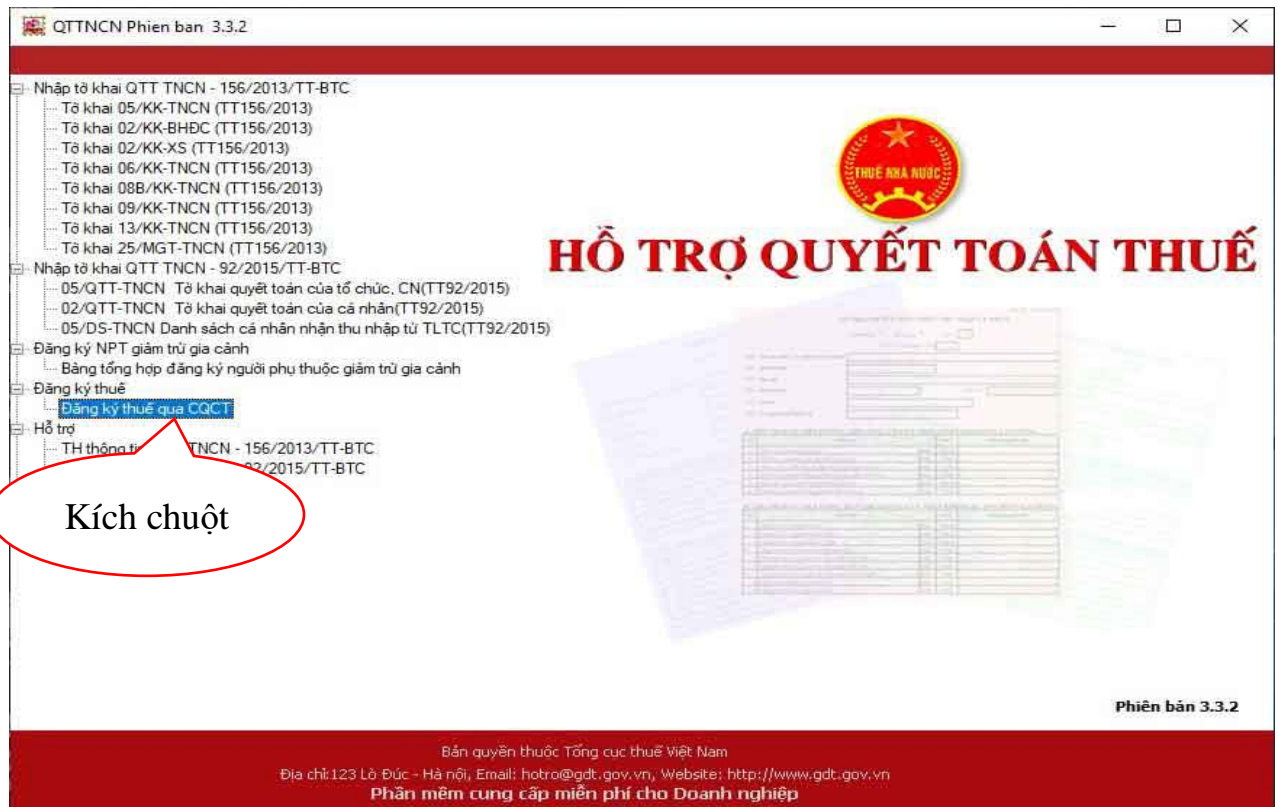 QTTNCN Phien ban 3.3.2
Nhập tờ khai QTT TNCN - 156/2013/TT-BTC
Tờ khai 05/KK-TNCN (TT156/2013)
Tờ khai 02/KK-BHĐC (TT156/2013)
Tờ khai 02/KK-XS (TT156/2013)
Tờ khai 06/KK-TNCN (TT156/2013)
Tờ khai 08B/KK-TNCN (TT156/2013)
Tờ khai 09/KK-TNCN (TT156/2013)
Tờ khai 13/KK-TNCN (TT156/2013)
Tờ khai 25/MGT-TNCN (TT156/2013)
Nhập tờ khai QTT TNCN - 92/2015/TT-BTC
05/QTT-TNCN Tờ khai quyết toán của tổ chức, CN(TT92/2015)
02/QTT-TNCN Tờ khai quyết toán của cá nhân(TT92/2015)
05/DS-TNCN Danh sách cá nhân nhận thu nhập từ TLTC(TT92/2015)
Đăng ký NPT giảm trừ gia cảnh
Bảng tổng hợp đăng ký người phụ thuộc giảm trừ gia cảnh
Đăng ký thuế
Đăng ký thuế qua CQCT
Hỗ trợ
TH thông TNCN - 156/2013/TT-BTC
92/2015/TT-BTC
Kích chuột
THUẾ NHÀ NƯỚC
HỖ TRỢ QUYẾT TOÁN THUẾ
Phiên bản 3.3.2
Bản quyền thuộc Tổng cục thuế Việt Nam
Địa chỉ:123 Lò Đúc - Hà nội, Email: hotro@gdt.gov.vn, Website: http://www.gdt.gov.vn
Phần mềm cung cấp miễn phí cho Doanh nghiệp